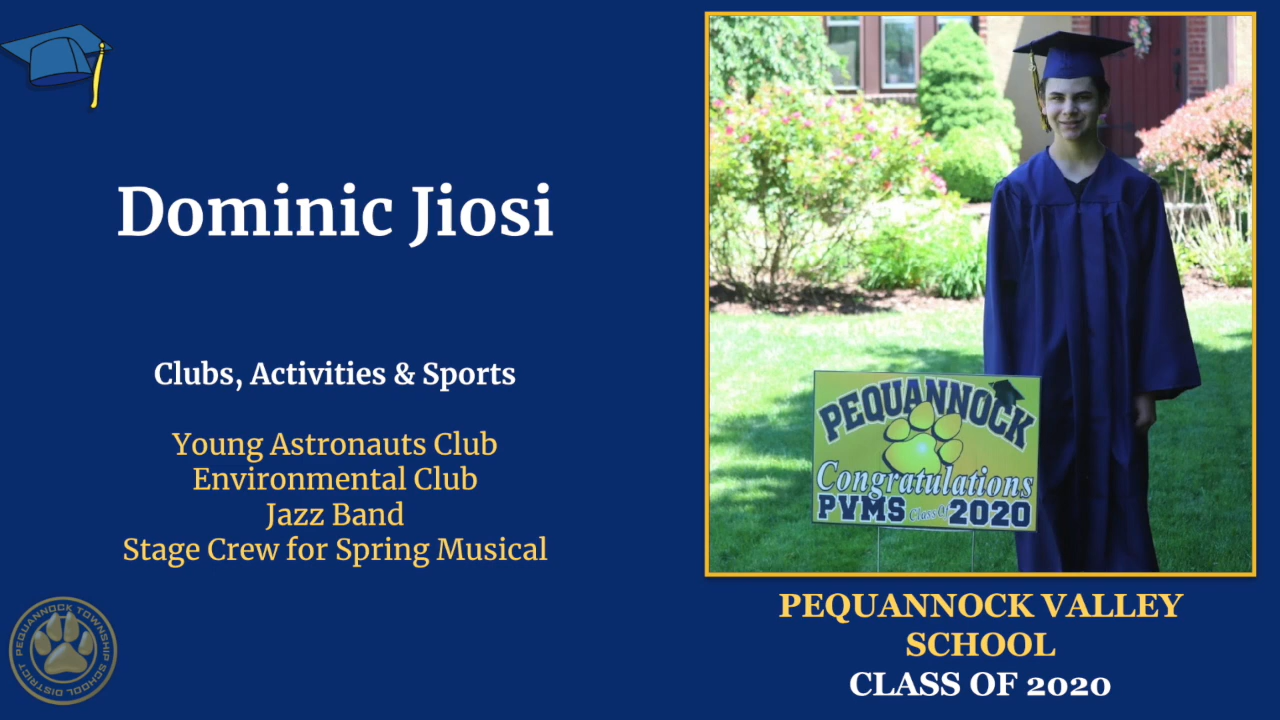 Dominic Jiosi
Clubs, Activities & Sports
Young Astronauts Club
Environmental Club
Jazz Band
Stage Crew for Spring Musical
PEQUANNOCK TOWNSHIP SCHOOL DISTRICT
PEQUANNOCK
Congratulations
PVMS Class Of 2020
PEQUANNOCK VALLEY
SCHOOL
CLASS OF 2020